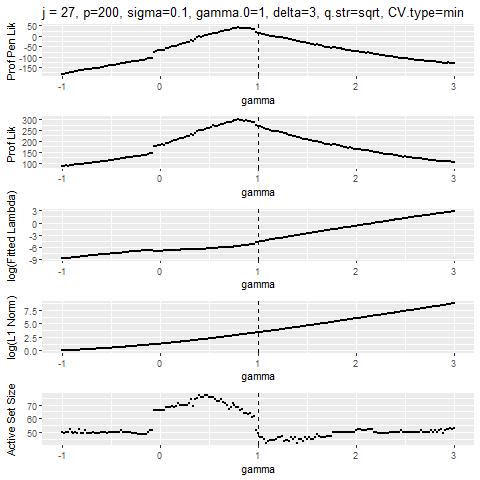 j = 27, p=200, sigma=0.1, gamma.0=1, delta=3, q.str=sqrt, CV.type=min
Prof Pen Lik
50
0
-50
-100
-150
-1 0 1 2 3
gamma
Prof Lik
300
250
200
150
100
-1 0 1 2 3
gamma
log(Fitted Lambda)
3
0
-3
-6
-9
-1 0 1 2 3
gamma
log(L1 Norm)
7.5
5.0
2.5
0.0
-1 0 1 2 3
gamma
Active Set Size
70
60
50
-1 0 1 2 3
gamma